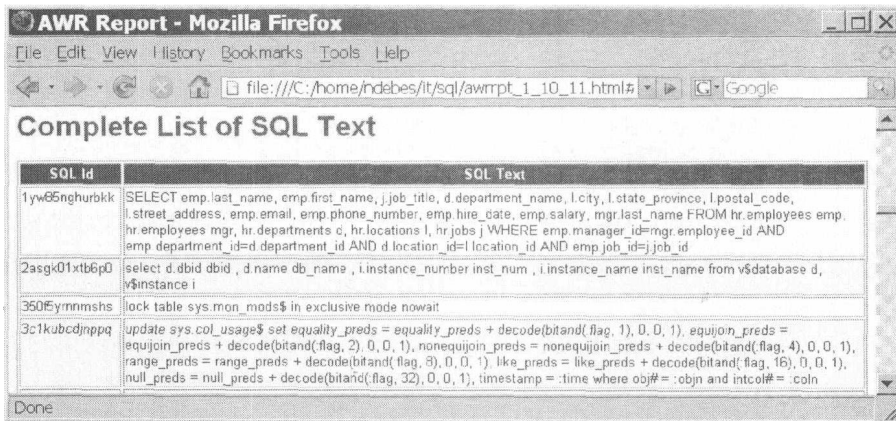 AWR Report - Mozilla Firefox
File Edit View History Bookmarks Tools Help
file:///C:/home/ndebes/it/sql/awrrpt_1_10_11.html# Google
Complete List of SQL Text
SQL Id SQL Text
1yw85nghurbkk SELECT emp.last_name, emp.first_name, j.job_title, d.department_name, l.city, l.state_province, l.postal_code,
l.street_address, emp.email, emp.phone_number, emp.hire_date, emp.salary, mgr.last_name FROM hr.employees emp,
hr.employees mgr, hr.departments d, hr.locations l, hr.jobs j WHERE emp.manager_id=mgr.employee_id AND
emp.department_id=d.department_id AND d.location_id=l.location_id AND emp.job_id=j.job_id
2asgk01xtb6p0 select d.dbid dbid , d.name db_name , i.instance_number inst_num , i.instance_name inst_name from v$database d,
v$instance i
350f5yrnnmshs lock table sys.mon_mods$ in exclusive mode nowait
3c1kubcdjnppq update sys.col_usage$ set equality_preds = equality_preds + decode(bitand(:flag, 1), 0, 0, 1), equijoin_preds =
equijoin_preds + decode(bitand(:flag, 2), 0, 0, 1), nonequijoin_preds = nonequijoin_preds + decode(bitand(:flag, 4), 0, 0, 1),
range_preds = range_preds + decode(bitand(:flag, 8), 0, 0, 1), like_preds = like_preds + decode(bitand(:flag, 16), 0, 0, 1),
null_preds = null_preds + decode(bitand(:flag, 32), 0, 0, 1), timestamp = :time where obj# = :objn and intcol# = :coln
Done